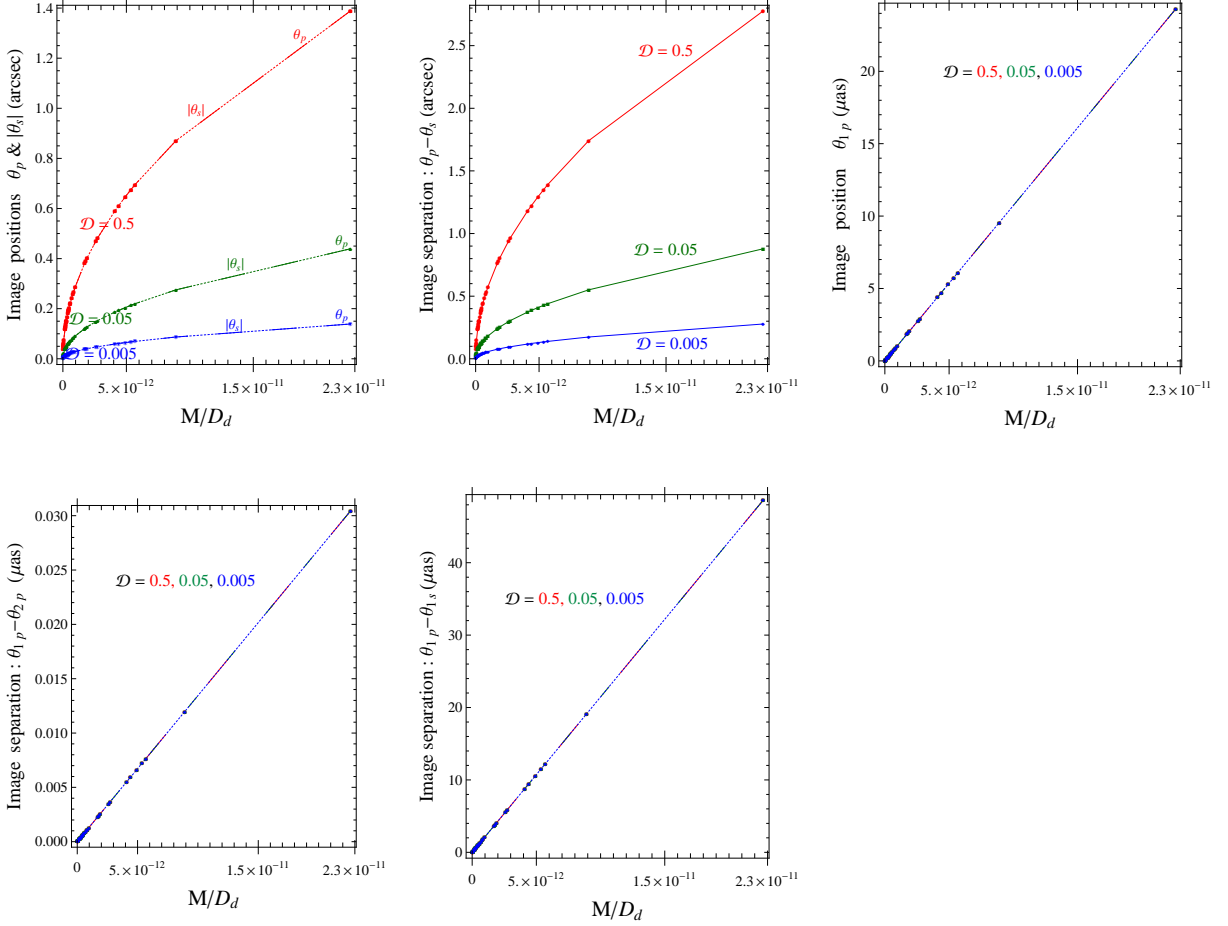 Image positions θp & |θs| (arcsec)
1.4
1.2
1.0
0.8
0.6
0.4
0.2
0.0
θp
|θs|
𝒟 = 0.5
θp
|θs|
𝒟 = 0.05
θp
|θs|
𝒟 = 0.005
0
5.×10⁻¹²
1.5×10⁻¹¹
2.3×10⁻¹¹
M/Dd
Image separation : θp−θs (arcsec)
2.5
2.0
1.5
1.0
0.5
0.0
𝒟 = 0.5
𝒟 = 0.05
𝒟 = 0.005
0
5.×10⁻¹²
1.5×10⁻¹¹
2.3×10⁻¹¹
M/Dd
Image position θ1p (μas)
20
15
10
5
0
𝒟 = 0.5, 0.05, 0.005
0
5.×10⁻¹²
1.5×10⁻¹¹
2.3×10⁻¹¹
M/Dd
Image separation : θ1p−θ2p (μas)
0.030
0.025
0.020
0.015
0.010
0.005
0.000
𝒟 = 0.5, 0.05, 0.005
0
5.×10⁻¹²
1.5×10⁻¹¹
2.3×10⁻¹¹
M/Dd
Image separation : θ1p−θ1s (μas)
40
30
20
10
0
𝒟 = 0.5, 0.05, 0.005
0
5.×10⁻¹²
1.5×10⁻¹¹
2.3×10⁻¹¹
M/Dd